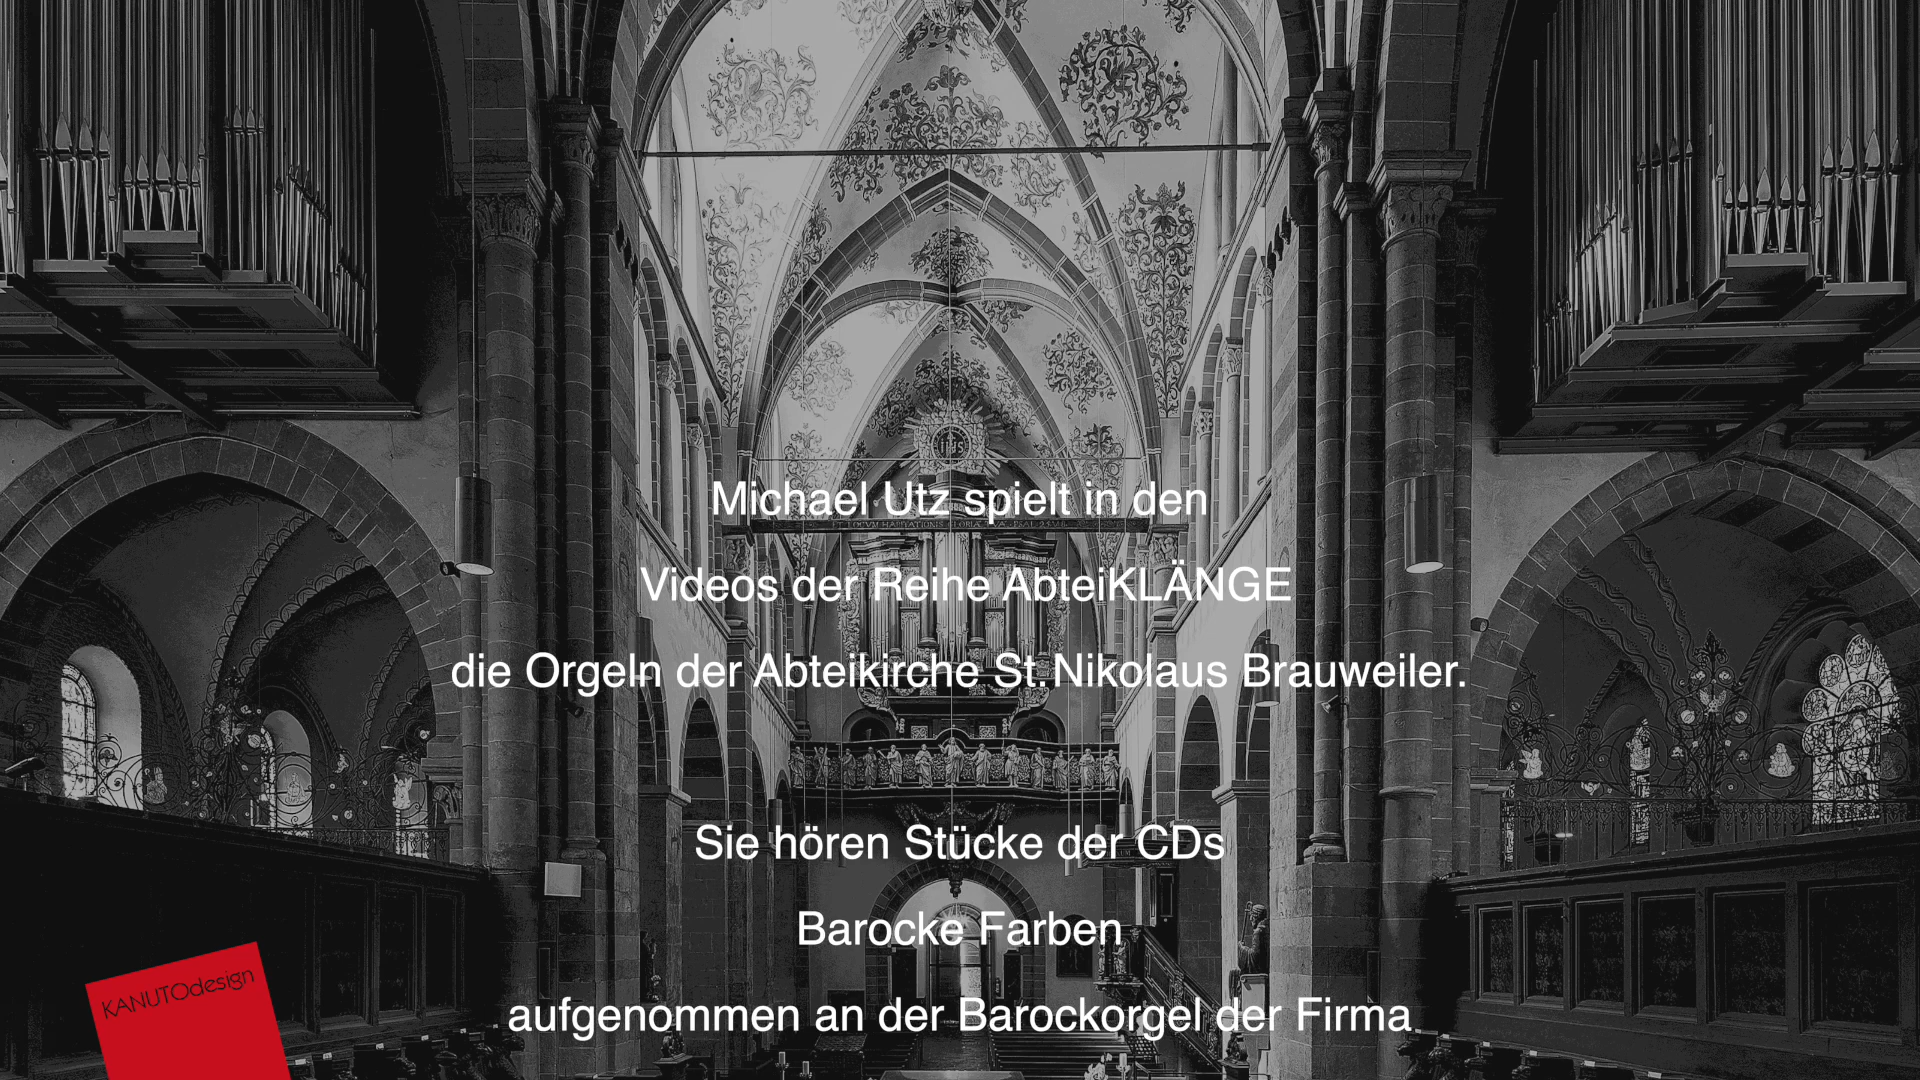 IHS
Michael Utz spielt in den
Videos der Reihe AbteiKLÄNGE
die Orgeln der Abteikirche St.Nikolaus Brauweiler.
Sie hören Stücke der CDs
Barocke Farben
aufgenommen an der Barockorgel der Firma
KANUTOdesign